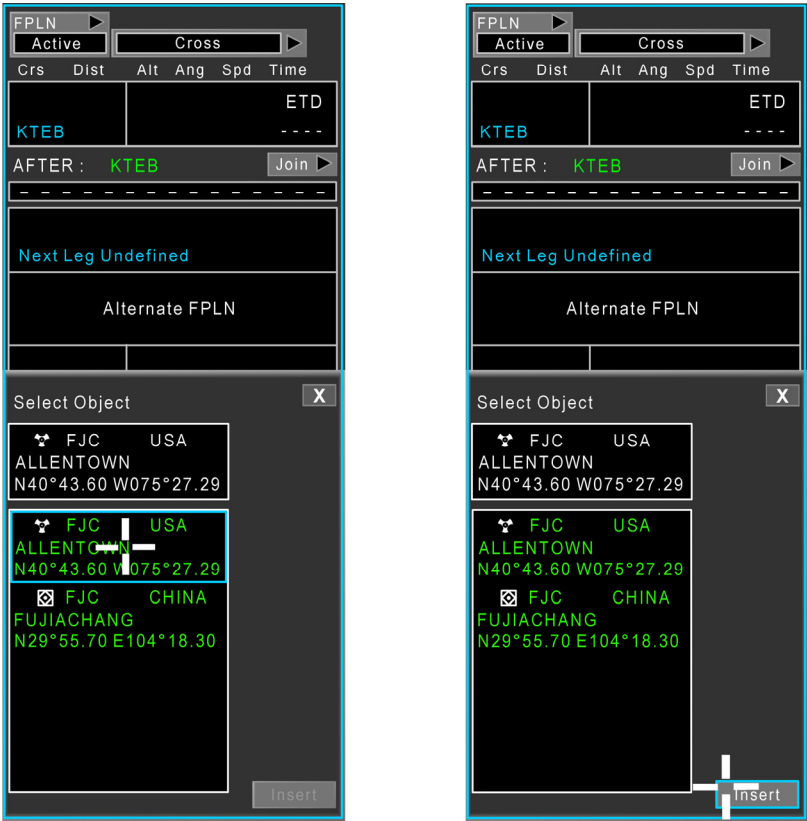 FPLN
Active Cross
Crs Dist Alt Ang Spd Time
ETD
KTEB - - - -
AFTER : KTEB Join
- - - - - - - - - - - - - -
Next Leg Undefined
Alternate FPLN
Select Object X
FJC USA
ALLENTOWN
N40°43.60 W075°27.29
FJC USA
ALLENTOWN
N40°43.60 W075°27.29
FJC CHINA
FUJIACHANG
N29°55.70 E104°18.30
Insert
FPLN
Active Cross
Crs Dist Alt Ang Spd Time
ETD
KTEB - - - -
AFTER : KTEB Join
- - - - - - - - - - - - - -
Next Leg Undefined
Alternate FPLN
Select Object X
FJC USA
ALLENTOWN
N40°43.60 W075°27.29
FJC USA
ALLENTOWN
N40°43.60 W075°27.29
FJC CHINA
FUJIACHANG
N29°55.70 E104°18.30
Insert